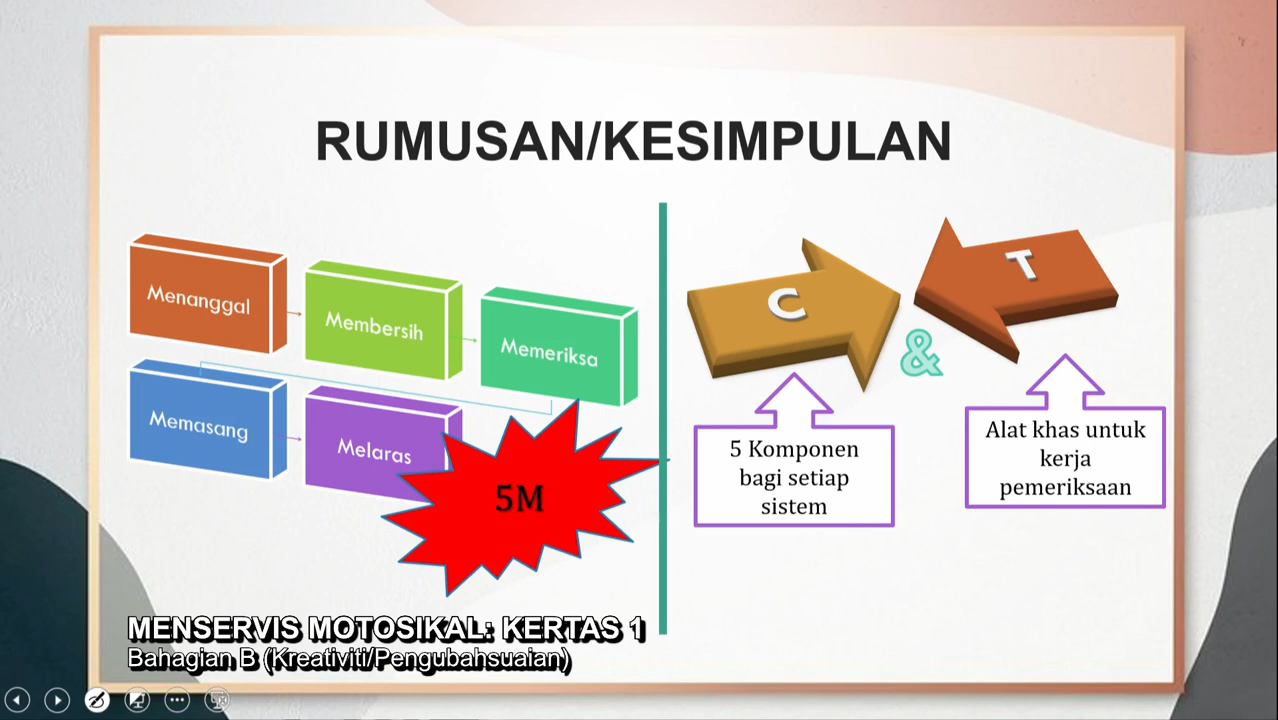 RUMUSAN/KESIMPULAN
Menanggal
Membersih
Memeriksa
Memasang
Melaras
5M
C
&
T
5 Komponen
bagi setiap
sistem
Alat khas untuk
kerja
pemeriksaan
MENSERVIS MOTOSIKAL: KERTAS 1
Bahagian B (Kreativiti/Pengubahsuaian)